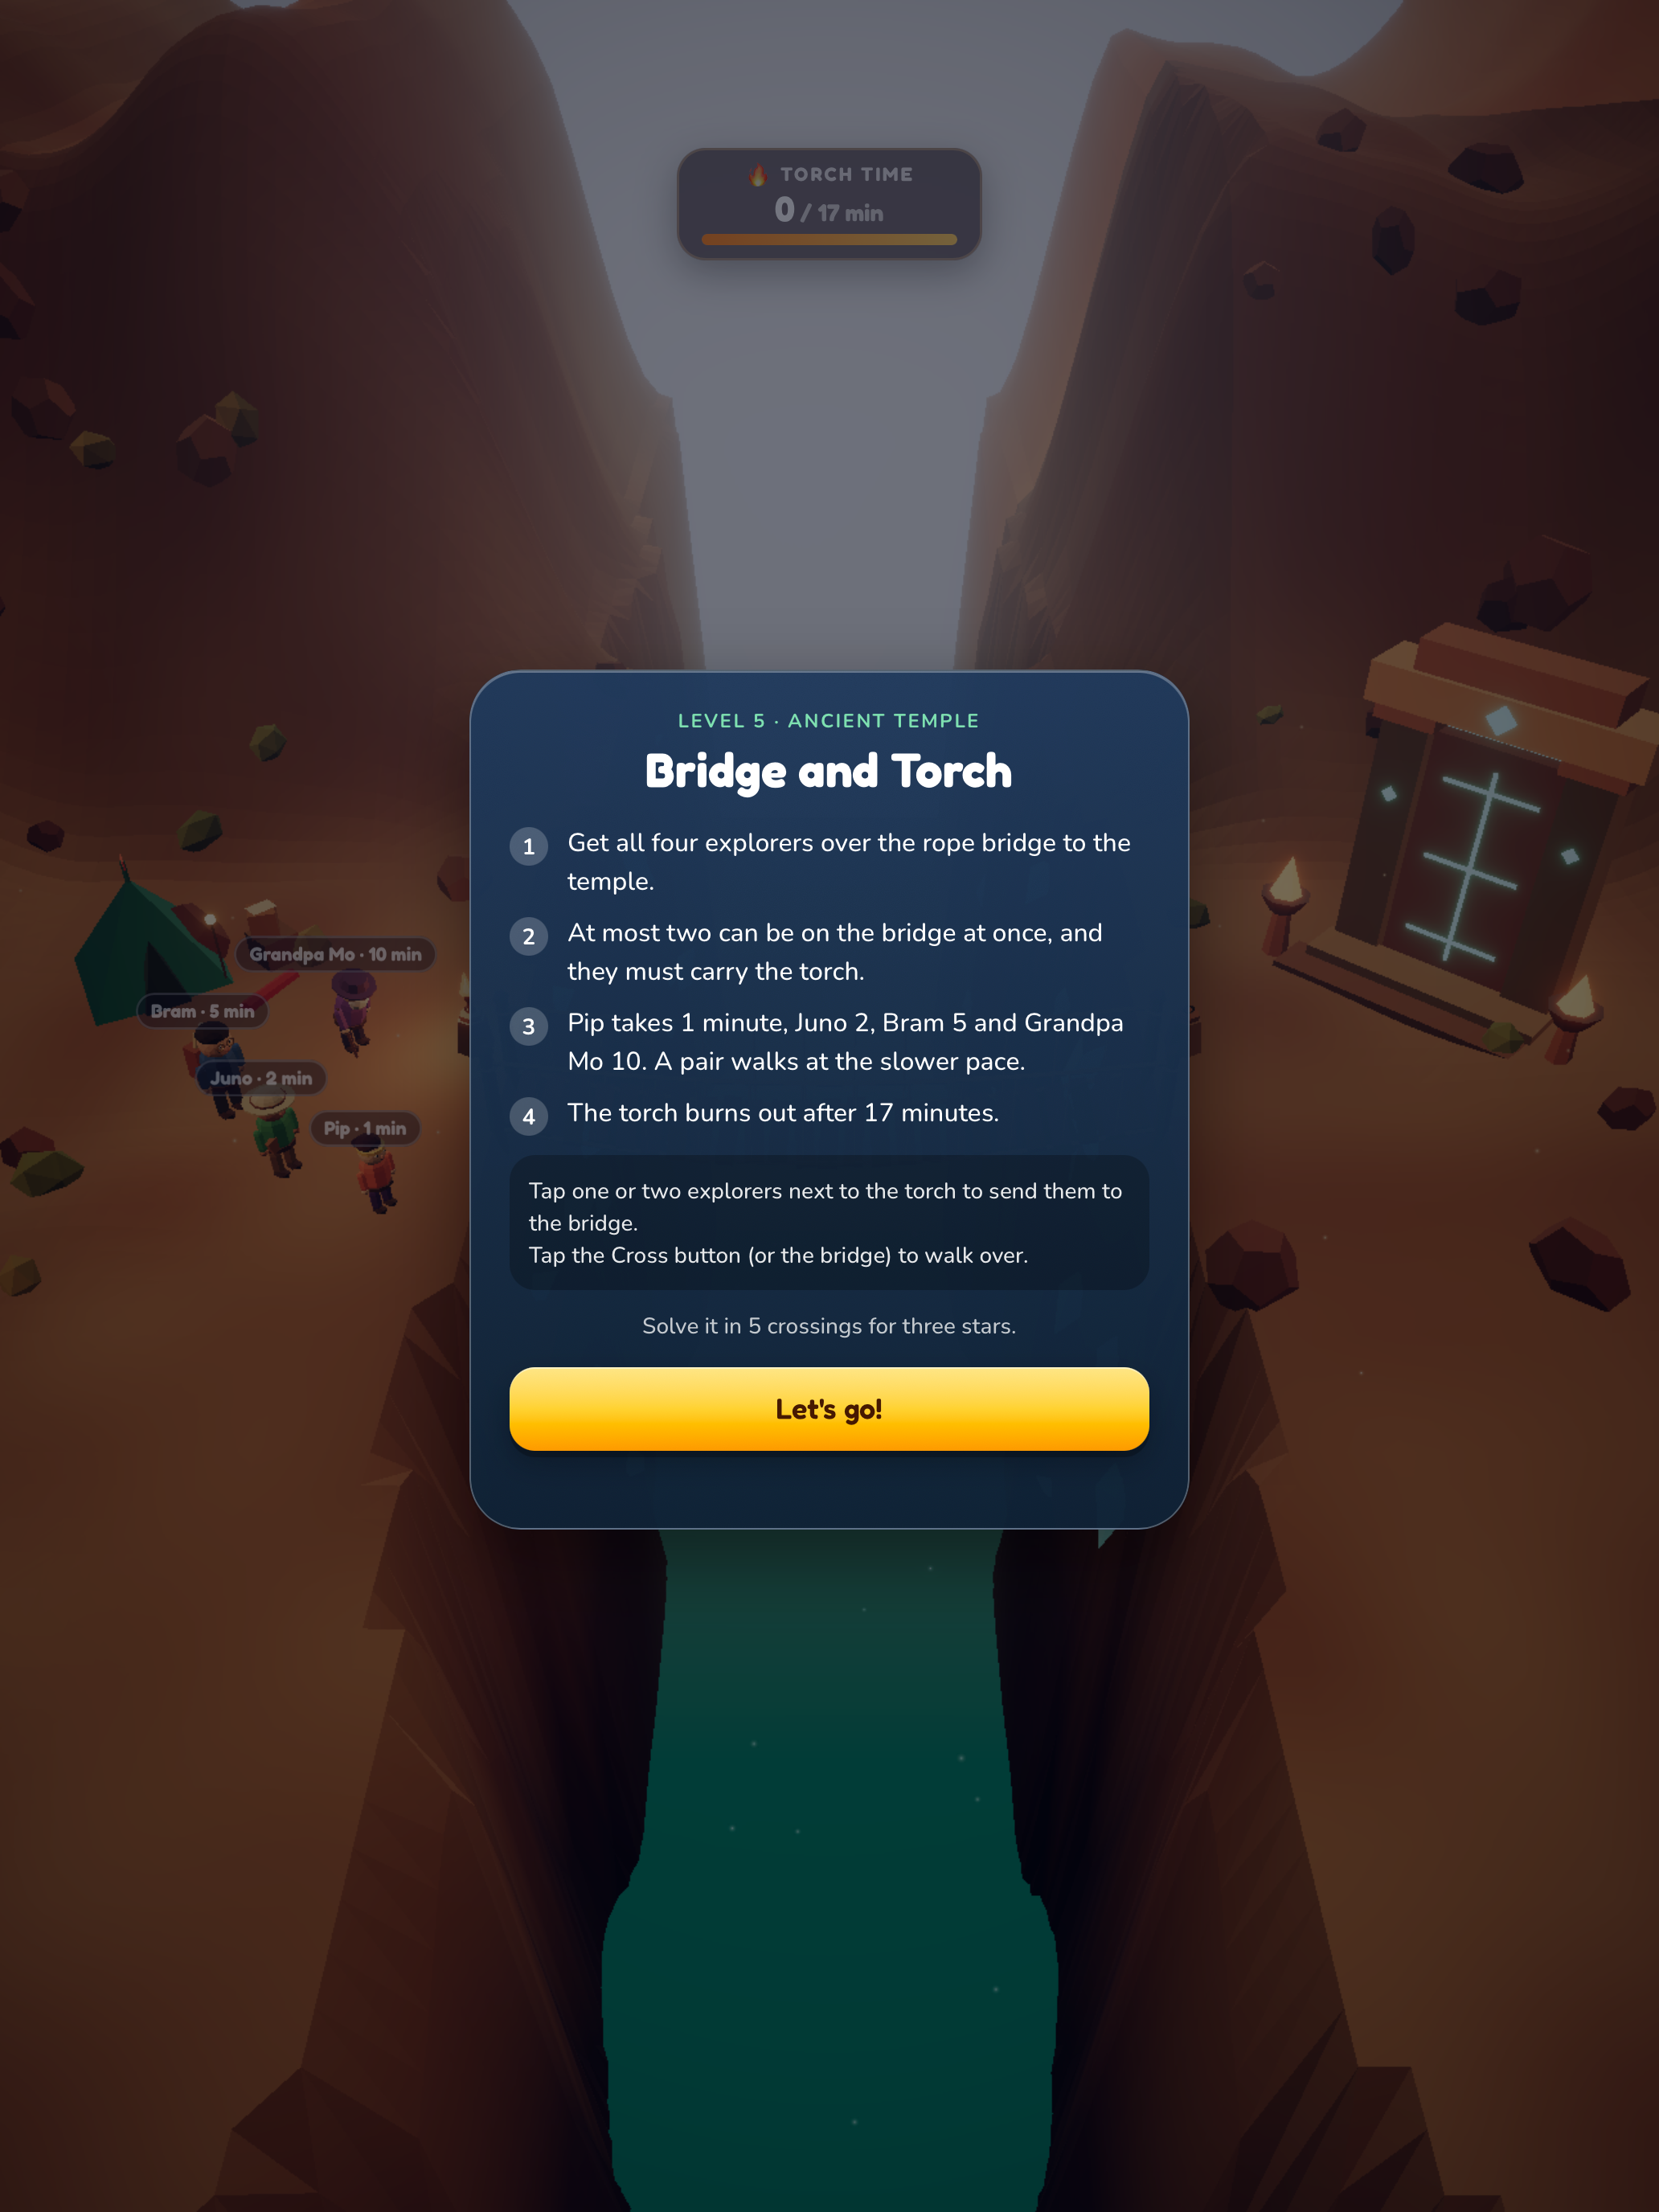 🔥 TORCH TIME
0 / 17 min
LEVEL 5 · ANCIENT TEMPLE
Bridge and Torch
1 Get all four explorers over the rope bridge to the
temple.
2 At most two can be on the bridge at once, and
they must carry the torch.
3 Pip takes 1 minute, Juno 2, Bram 5 and Grandpa
Mo 10. A pair walks at the slower pace.
4 The torch burns out after 17 minutes.
Tap one or two explorers next to the torch to send them to
the bridge.
Tap the Cross button (or the bridge) to walk over.
Solve it in 5 crossings for three stars.
Let's go!
Grandpa Mo · 10 min
Bram · 5 min
Juno · 2 min
Pip · 1 min